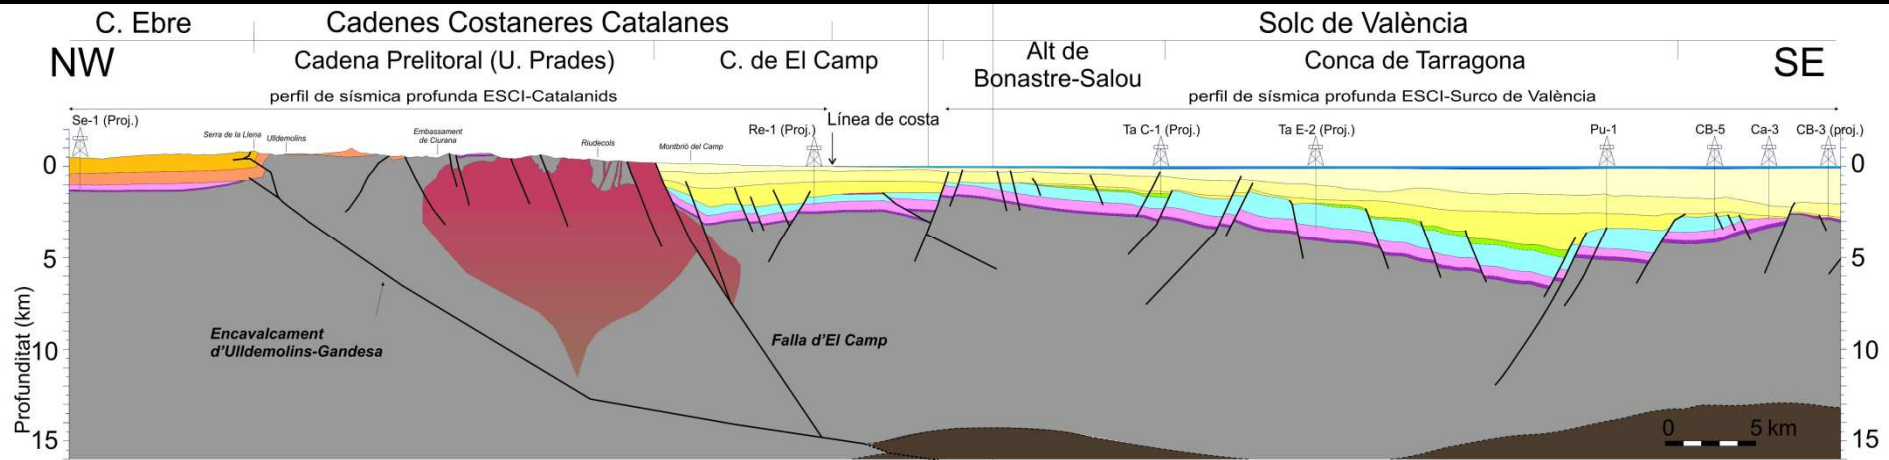 C. Ebre
Cadenes Costaneres Catalanes
Solc de València
NW
Cadena Prelitoral (U. Prades)
C. de El Camp
Alt de
Bonastre-Salou
Conca de Tarragona
SE
perfil de sísmica profunda ESCI-Catalanids
perfil de sísmica profunda ESCI-Surco de València
Se-1 (Proj.)
Serra de la Llena
Ulldemolins
Embassament
de Ciurana
Riudecols
Montbrió del Camp
Re-1 (Proj.)
Línea de costa
Ta C-1 (Proj.)
Ta E-2 (Proj.)
Pu-1
CB-5
Ca-3
CB-3 (proj.)
0
0
5
5
Encavalcament
d'Ulldemolins-Gandesa
Falla d'El Camp
10
10
15
15
Profunditat (km)
0
5 km